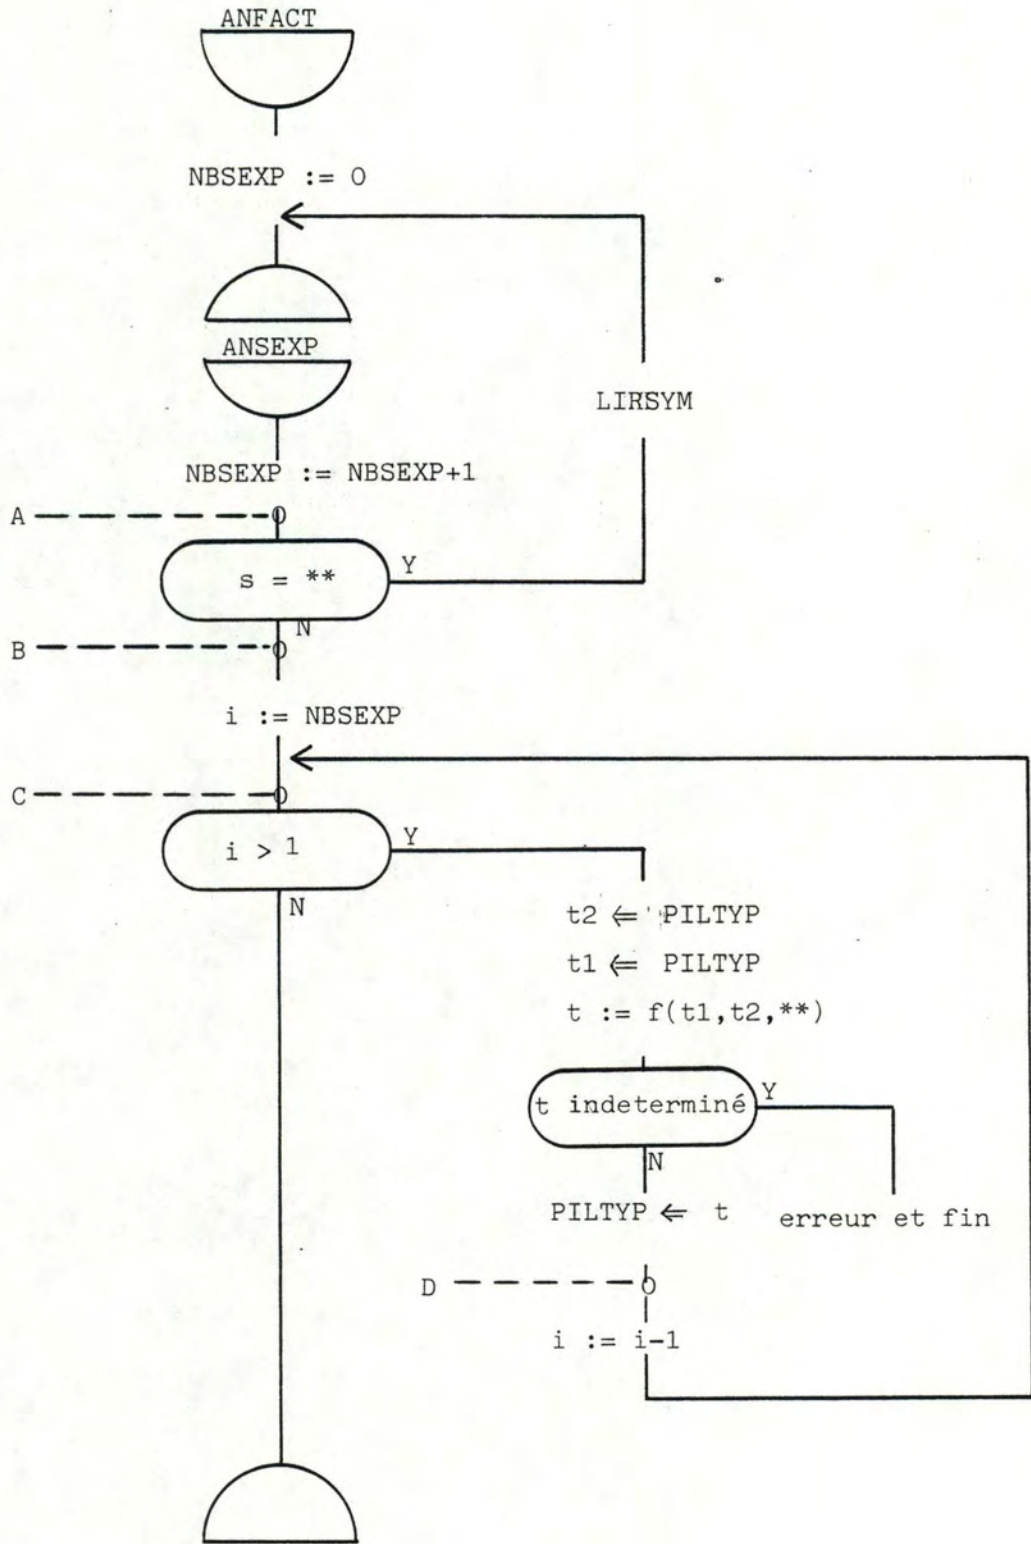 ANFACT
NBSEXP := 0
ANSEXP
LIRSYM
NBSEXP := NBSEXP+1
A
s = **
Y
N
B
i := NBSEXP
C
i > 1
Y
N
t2 ⇐ PILTYP
t1 ⇐ PILTYP
t := f(t1,t2,**)
t indeterminé
Y
N
PILTYP ⇐ t
erreur et fin
D
i := i-1